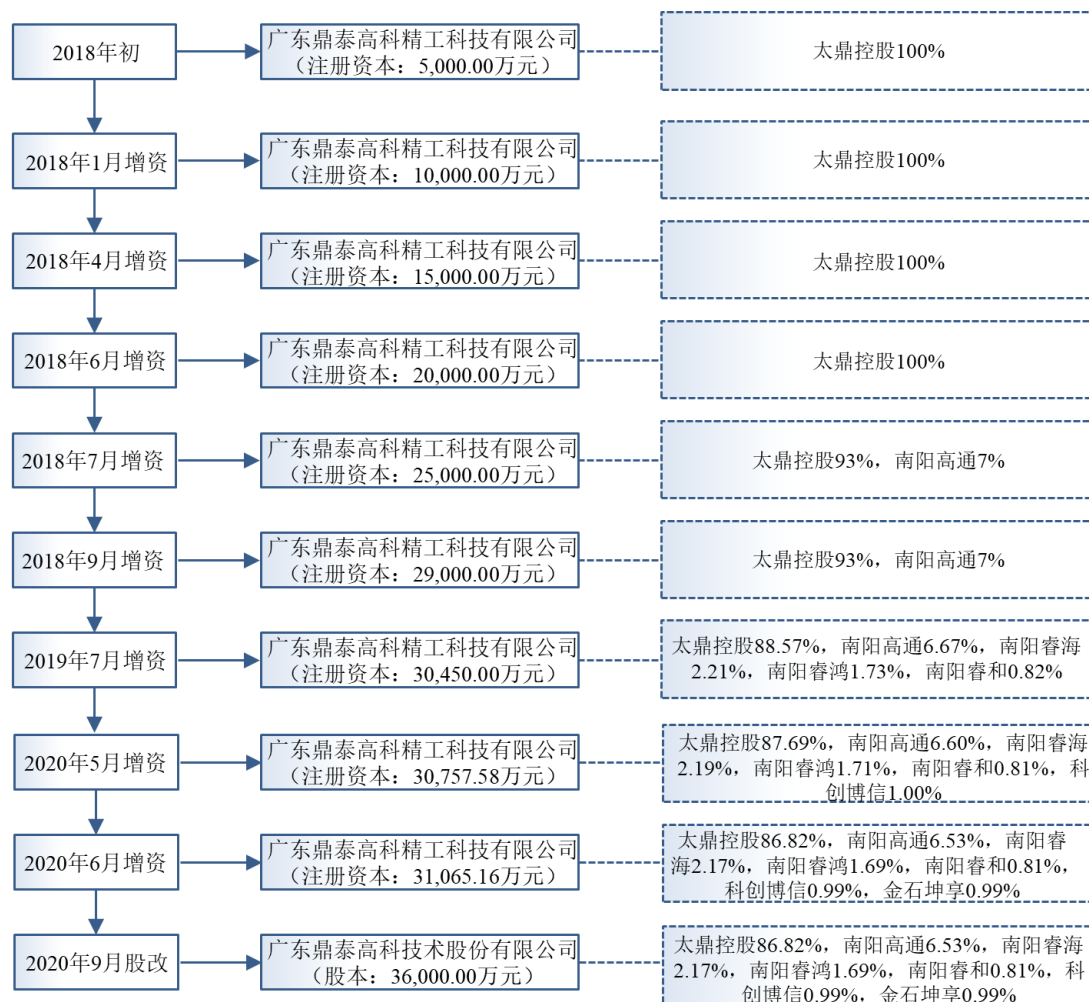 2018年初
广东鼎泰高科精工科技有限公司
（注册资本：5,000.00万元）
太鼎控股100%
2018年1月增资
广东鼎泰高科精工科技有限公司
（注册资本：10,000.00万元）
太鼎控股100%
2018年4月增资
广东鼎泰高科精工科技有限公司
（注册资本：15,000.00万元）
太鼎控股100%
2018年6月增资
广东鼎泰高科精工科技有限公司
（注册资本：20,000.00万元）
太鼎控股100%
2018年7月增资
广东鼎泰高科精工科技有限公司
（注册资本：25,000.00万元）
太鼎控股93%，南阳高通7%
2018年9月增资
广东鼎泰高科精工科技有限公司
（注册资本：29,000.00万元）
太鼎控股93%，南阳高通7%
2019年7月增资
广东鼎泰高科精工科技有限公司
（注册资本：30,450.00万元）
太鼎控股88.57%，南阳高通6.67%，南阳睿海
2.21%，南阳睿鸿1.73%，南阳睿和0.82%
2020年5月增资
广东鼎泰高科精工科技有限公司
（注册资本：30,757.58万元）
太鼎控股87.69%，南阳高通6.60%，南阳睿海
2.19%，南阳睿鸿1.71%，南阳睿和0.81%，科
创博信1.00%
2020年6月增资
广东鼎泰高科精工科技有限公司
（注册资本：31,065.16万元）
太鼎控股86.82%，南阳高通6.53%，南阳睿
海2.17%，南阳睿鸿1.69%，南阳睿和0.81%，
科创博信0.99%，金石坤享0.99%
2020年9月股改
广东鼎泰高科技术股份有限公司
（股本：36,000.00万元）
太鼎控股86.82%，南阳高通6.53%，南阳睿海
2.17%，南阳睿鸿1.69%，南阳睿和0.81%，科
创博信0.99%，金石坤享0.99%